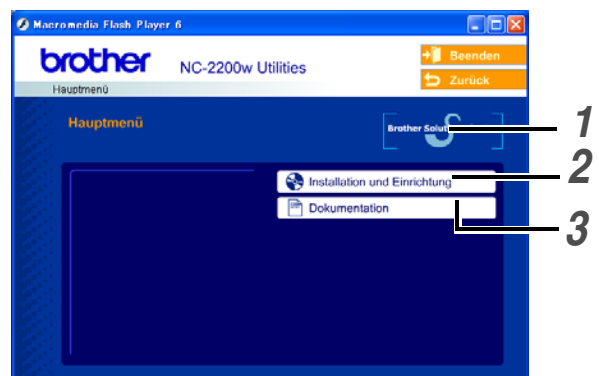 Macromedia Flash Player 6
brother
NC-2200w Utilities
Beenden
Zurück
Hauptmenü
Hauptmenü
Brother
1
Installation und Einrichtung
2
Dokumentation
3